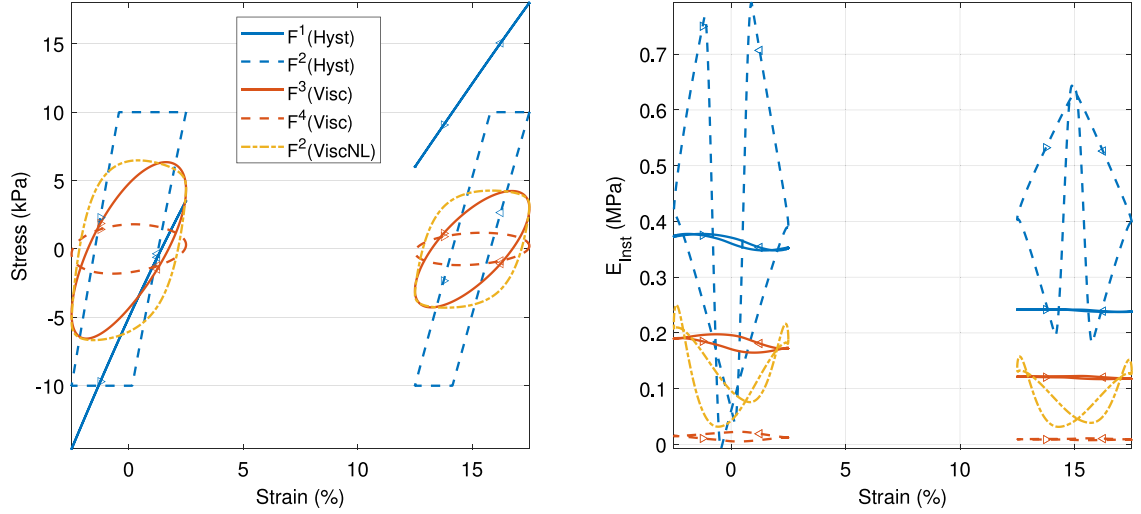 15
10
5
0
-5
-10
Stress (kPa)
0
5
10
15
Strain (%)
F¹(Hyst)
F²(Hyst)
F³(Visc)
F⁴(Visc)
F²(ViscNL)
0.7
0.6
0.5
0.4
0.3
0.2
0.1
0
E_Inst (MPa)
0
5
10
15
Strain (%)